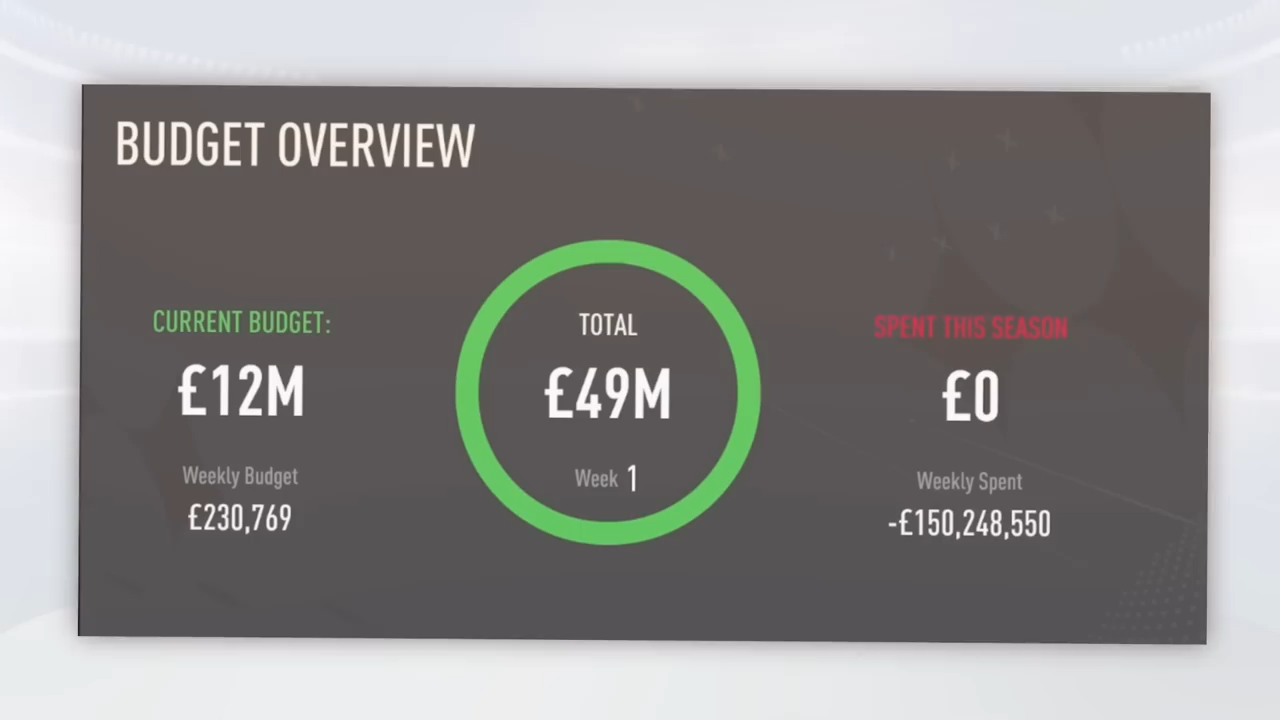 BUDGET OVERVIEW
CURRENT BUDGET:
£12M
Weekly Budget
£230,769
TOTAL
£49M
Week 1
SPENT THIS SEASON
£0
Weekly Spent
-£150,248,550